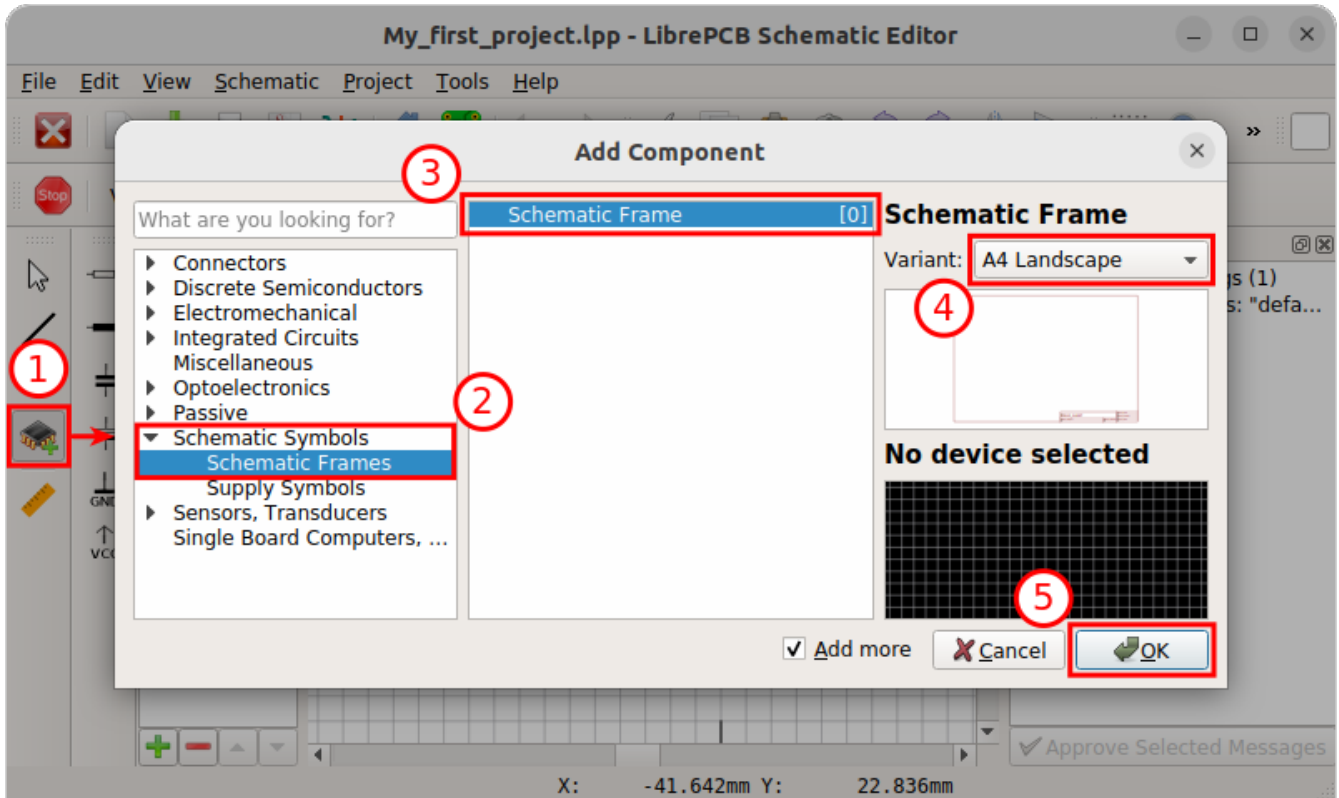 My_first_project.lpp - LibrePCB Schematic Editor
File Edit View Schematic Project Tools Help
»
Add Component
3
Stop
What are you looking for?
Schematic Frame [0]
Schematic Frame
Variant: A4 Landscape
4
Connectors
Discrete Semiconductors
Electromechanical
Integrated Circuits
Miscellaneous
Optoelectronics
Passive
Schematic Symbols
Schematic Frames
Supply Symbols
Sensors, Transducers
Single Board Computers, ...
1
2
No device selected
5
gs (1)
s: "defa...
GND
VCC
Add more
Cancel
OK
Approve Selected Messages
X: -41.642mm Y: 22.836mm